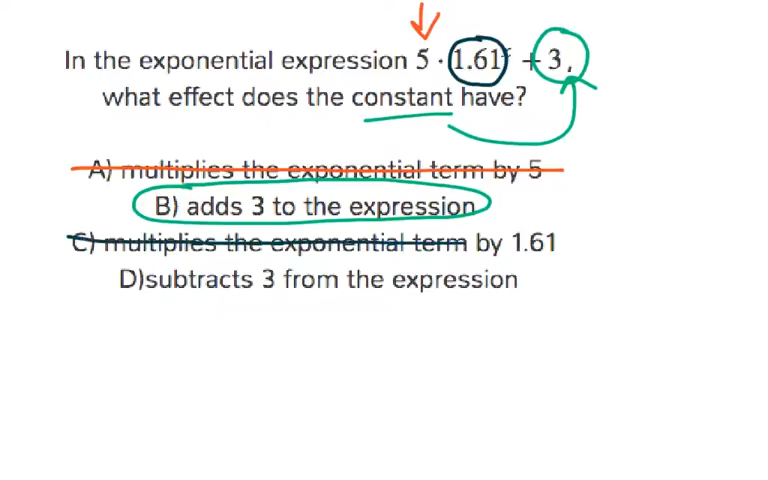 In the exponential expression 5 · 1.61ᵗ + 3,
what effect does the constant have?
A) multiplies the exponential term by 5
B) adds 3 to the expression
C) multiplies the exponential term by 1.61
D)subtracts 3 from the expression